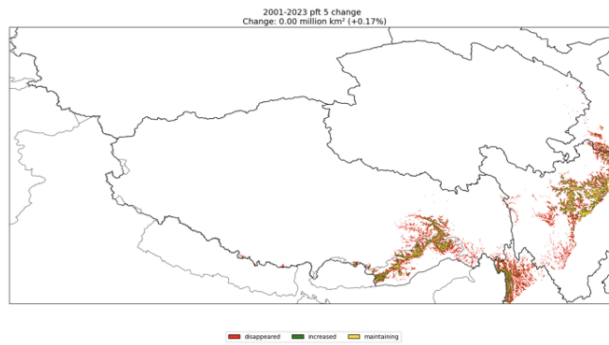 2001-2023 pft 5 change
Change: 0.00 million km² (+0.17%)
disappeared increased maintaining